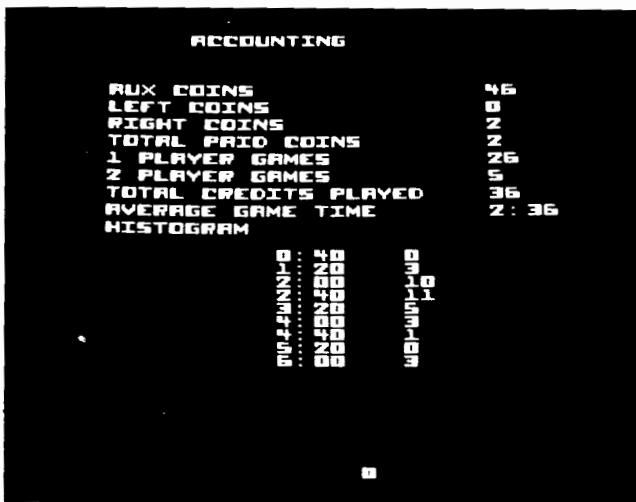 ACCOUNTING
AUX COINS 46
LEFT COINS 0
RIGHT COINS 2
TOTAL PAID COINS 2
1 PLAYER GAMES 26
2 PLAYER GAMES 5
TOTAL CREDITS PLAYED 36
AVERAGE GAME TIME 2:36
HISTOGRAM
0:40 0
1:20 3
2:00 10
2:40 11
3:20 5
4:00 3
4:40 1
5:20 0
6:00 3
0